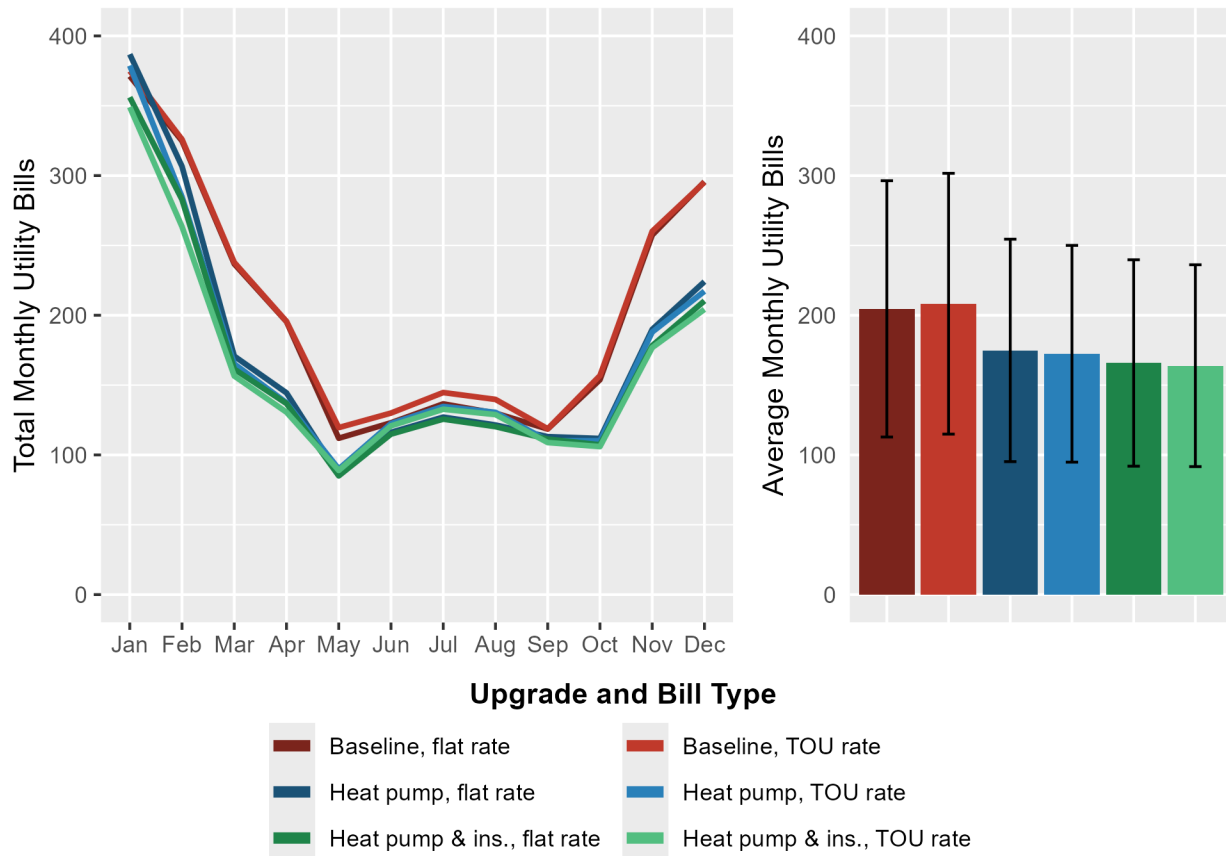 Total Monthly Utility Bills
400
300
200
100
0
Jan Feb Mar Apr May Jun Jul Aug Sep Oct Nov Dec
Average Monthly Utility Bills
400
300
200
100
0
Upgrade and Bill Type
Baseline, flat rate
Baseline, TOU rate
Heat pump, flat rate
Heat pump, TOU rate
Heat pump & ins., flat rate
Heat pump & ins., TOU rate